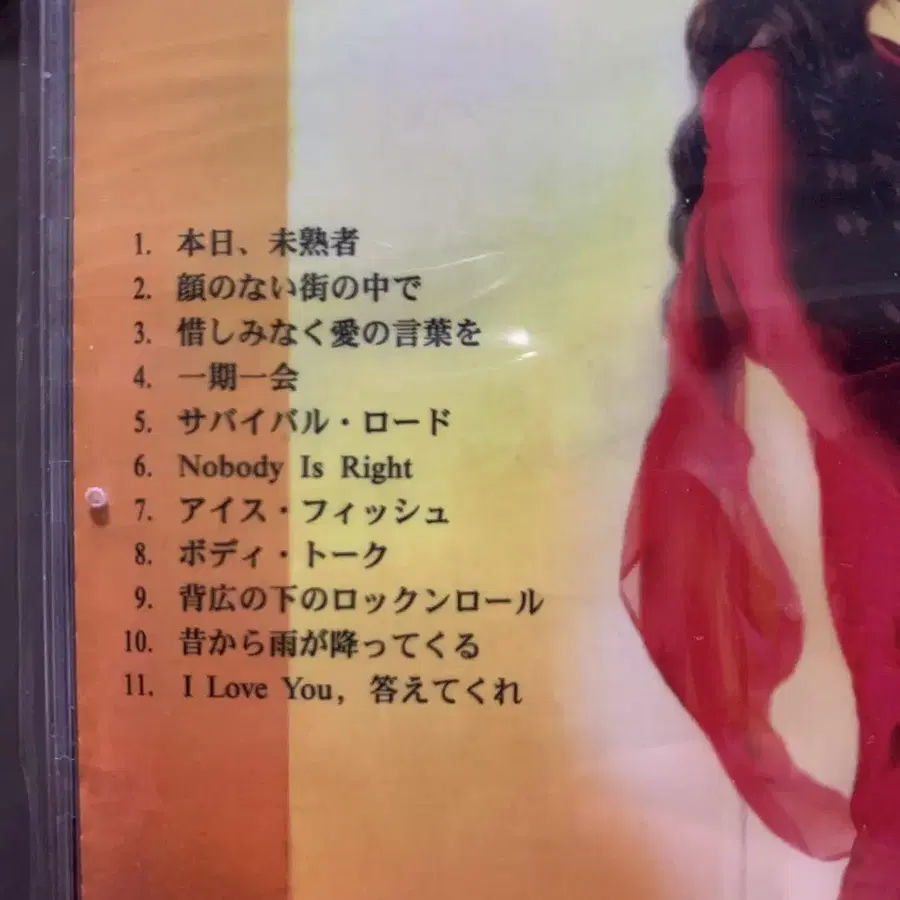 1. 本日、未熟者
2. 顔のない街の中で
3. 惜しみなく愛の言葉を
4. 一期一会
5. サバイバル・ロード
6. Nobody Is Right
7. アイス・フィッシュ
8. ボディ・トーク
9. 背広の下のロックンロール
10. 昔から雨が降ってくる
11. I Love You, 答えてくれ